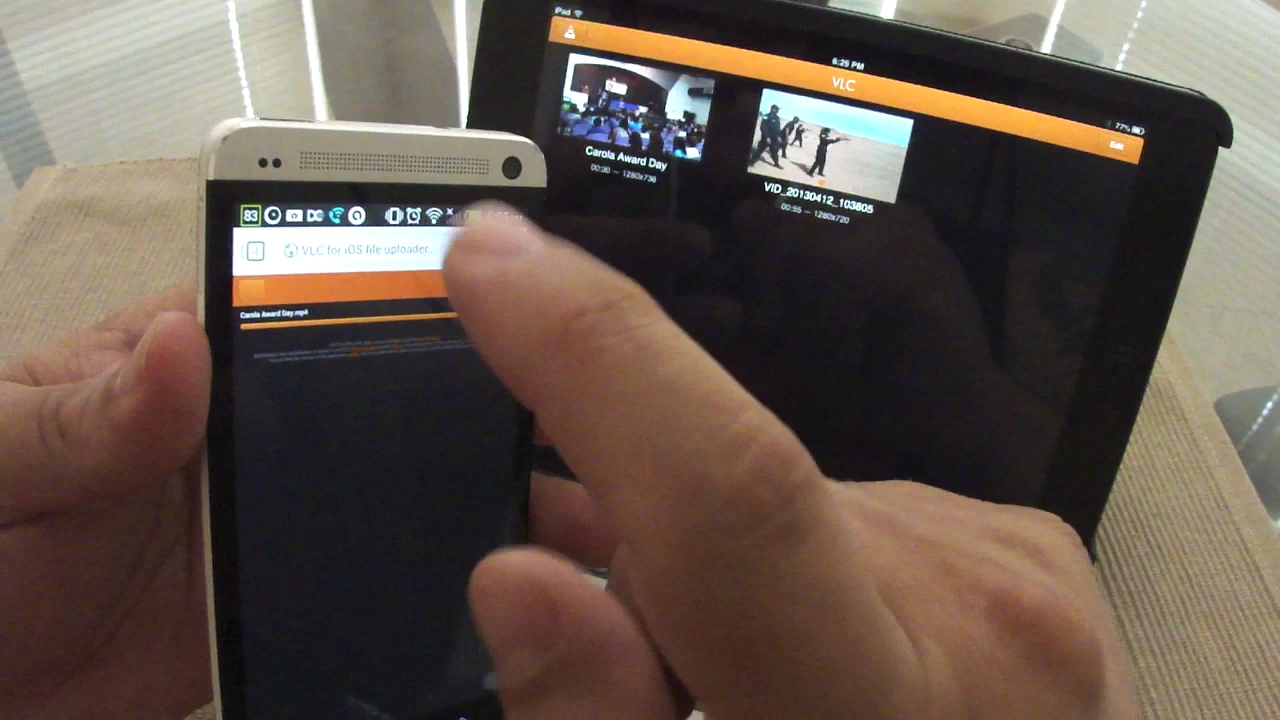 iPad
6:25 PM
77%
VLC
Edit
Carola Award Day
00:30 — 1280x738
VID_20130412_103805
00:55 — 1280x720
83
VLC for iOS file uploader
Carola Award Day.mp4